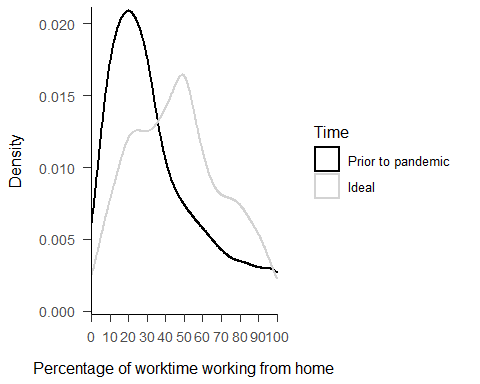 0.020
0.015
0.010
0.005
0.000
Density
0 10 20 30 40 50 60 70 80 90 100
Percentage of worktime working from home
Time
Prior to pandemic
Ideal